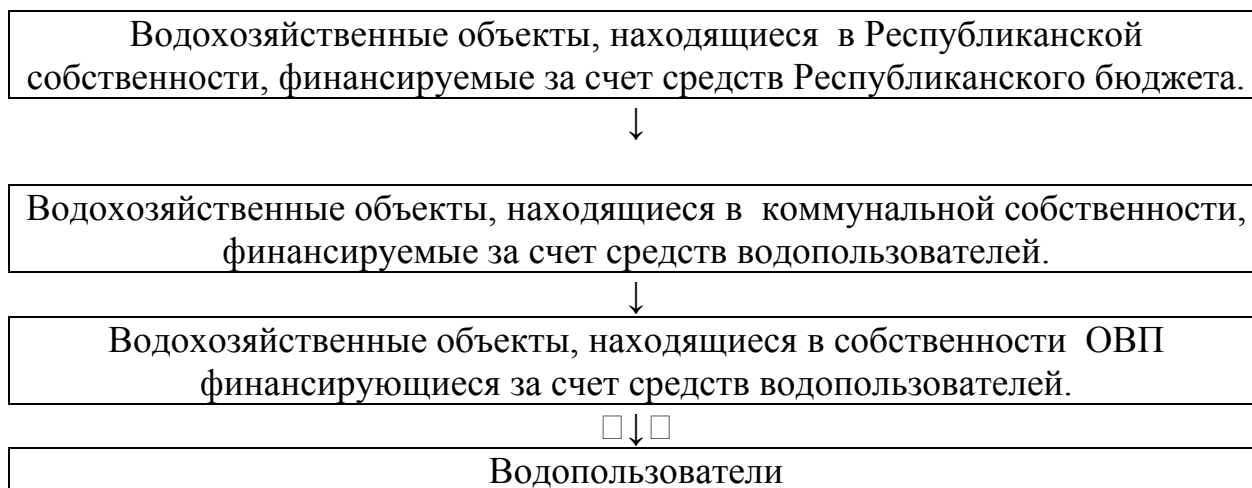 Водохозяйственные объекты, находящиеся в Республиканской
собственности, финансируемые за счет средств Республиканского бюджета.
↓
Водохозяйственные объекты, находящиеся в коммунальной собственности,
финансируемые за счет средств водопользователей.
↓
Водохозяйственные объекты, находящиеся в собственности ОВП
финансирующиеся за счет средств водопользователей.
□↓□
Водопользователи